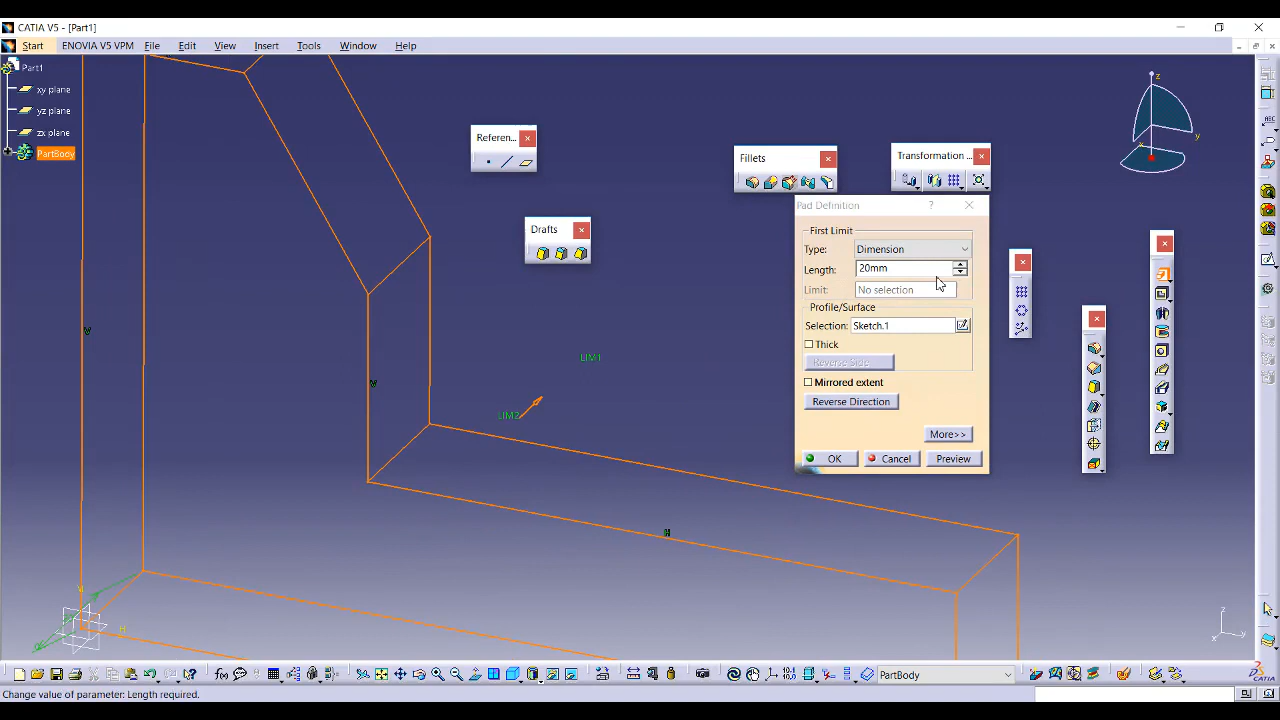 CATIA V5 - [Part1]
Start ENOVIA V5 VPM File Edit View Insert Tools Window Help
Part1
xy plane
yz plane
zx plane
PartBody
Referen...
Drafts
Fillets
Transformation ...
Pad Definition ?
First Limit
Type: Dimension
Length: 20mm
Limit: No selection
Profile/Surface
Selection: Sketch.1
Thick
Reverse Side
Mirrored extent
Reverse Direction
More>>
OK Cancel Preview
LIM1
LIM2
V
V
H
H
z
y
x
z
y
x
PartBody
CATIA
Change value of parameter: Length required.